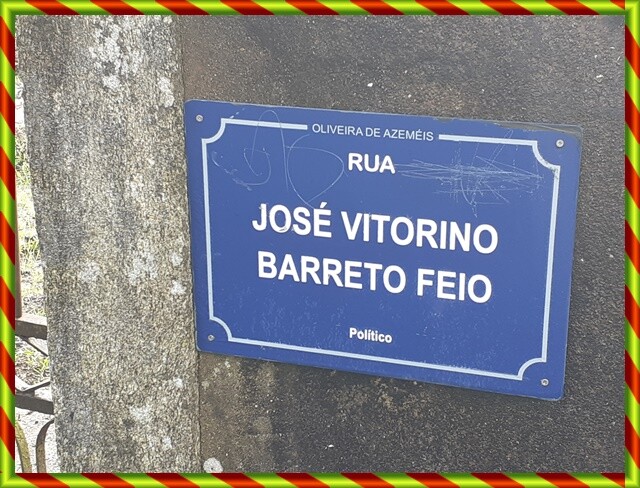 OLIVEIRA DE AZEMÉIS
RUA
JOSÉ VITORINO
BARRETO FEIO
Político